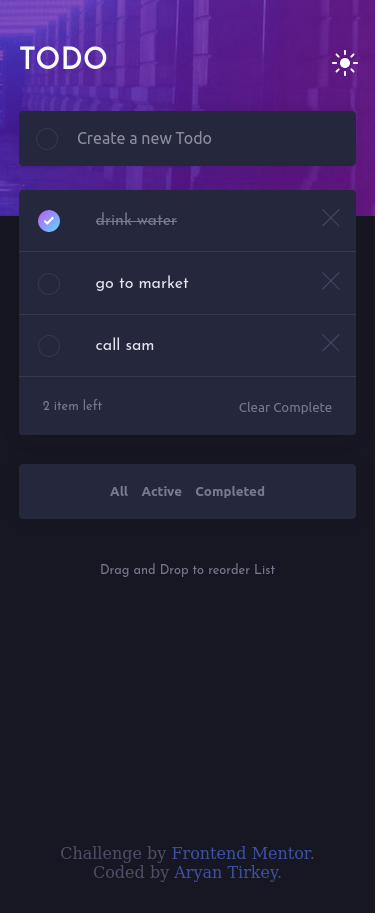 TODO
Create a new Todo
drink water
go to market
call sam
2 item left
Clear Complete
All Active Completed
Drag and Drop to reorder List
Challenge by Frontend Mentor.
Coded by Aryan Tirkey.